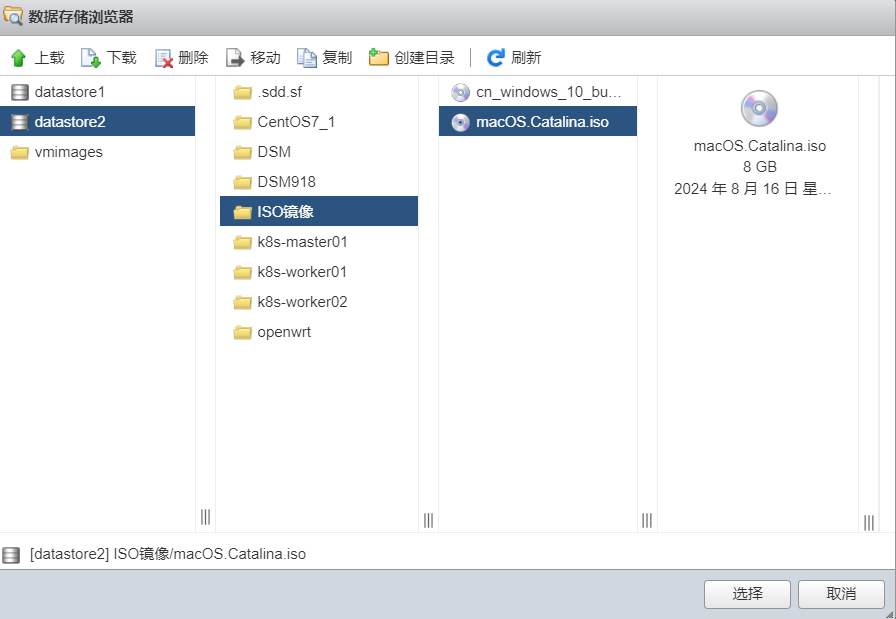 数据存储浏览器
上载 下载 删除 移动 复制 创建目录 刷新
datastore1
datastore2
vmimages
.sdd.sf
CentOS7_1
DSM
DSM918
ISO镜像
k8s-master01
k8s-worker01
k8s-worker02
openwrt
cn_windows_10_bu...
macOS.Catalina.iso
macOS.Catalina.iso
8 GB
2024 年 8 月 16 日 星...
[datastore2] ISO镜像/macOS.Catalina.iso
选择 取消